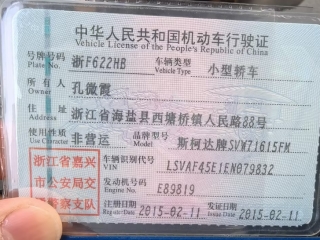 中华人民共和国机动车行驶证
Vehicle License of the People's Republic of China
号牌号码 浙F622HB 车辆类型 小型轿车
Plate No. Vehicle Type
所有人 孔微霞
Owner
住址 浙江省海盐县西塘桥镇人民路88号
Address
使用性质 非营运 品牌型号 斯柯达牌SVW71615FM
Use Character Model
浙江省嘉兴 车辆识别代号 LSVAF45E1EN079832
VIN
市公安局交 发动机号码 E89819
Engine No.
警察支队 注册日期 2015-02-11 发证日期 2015-02-11
Register Date Issue Date